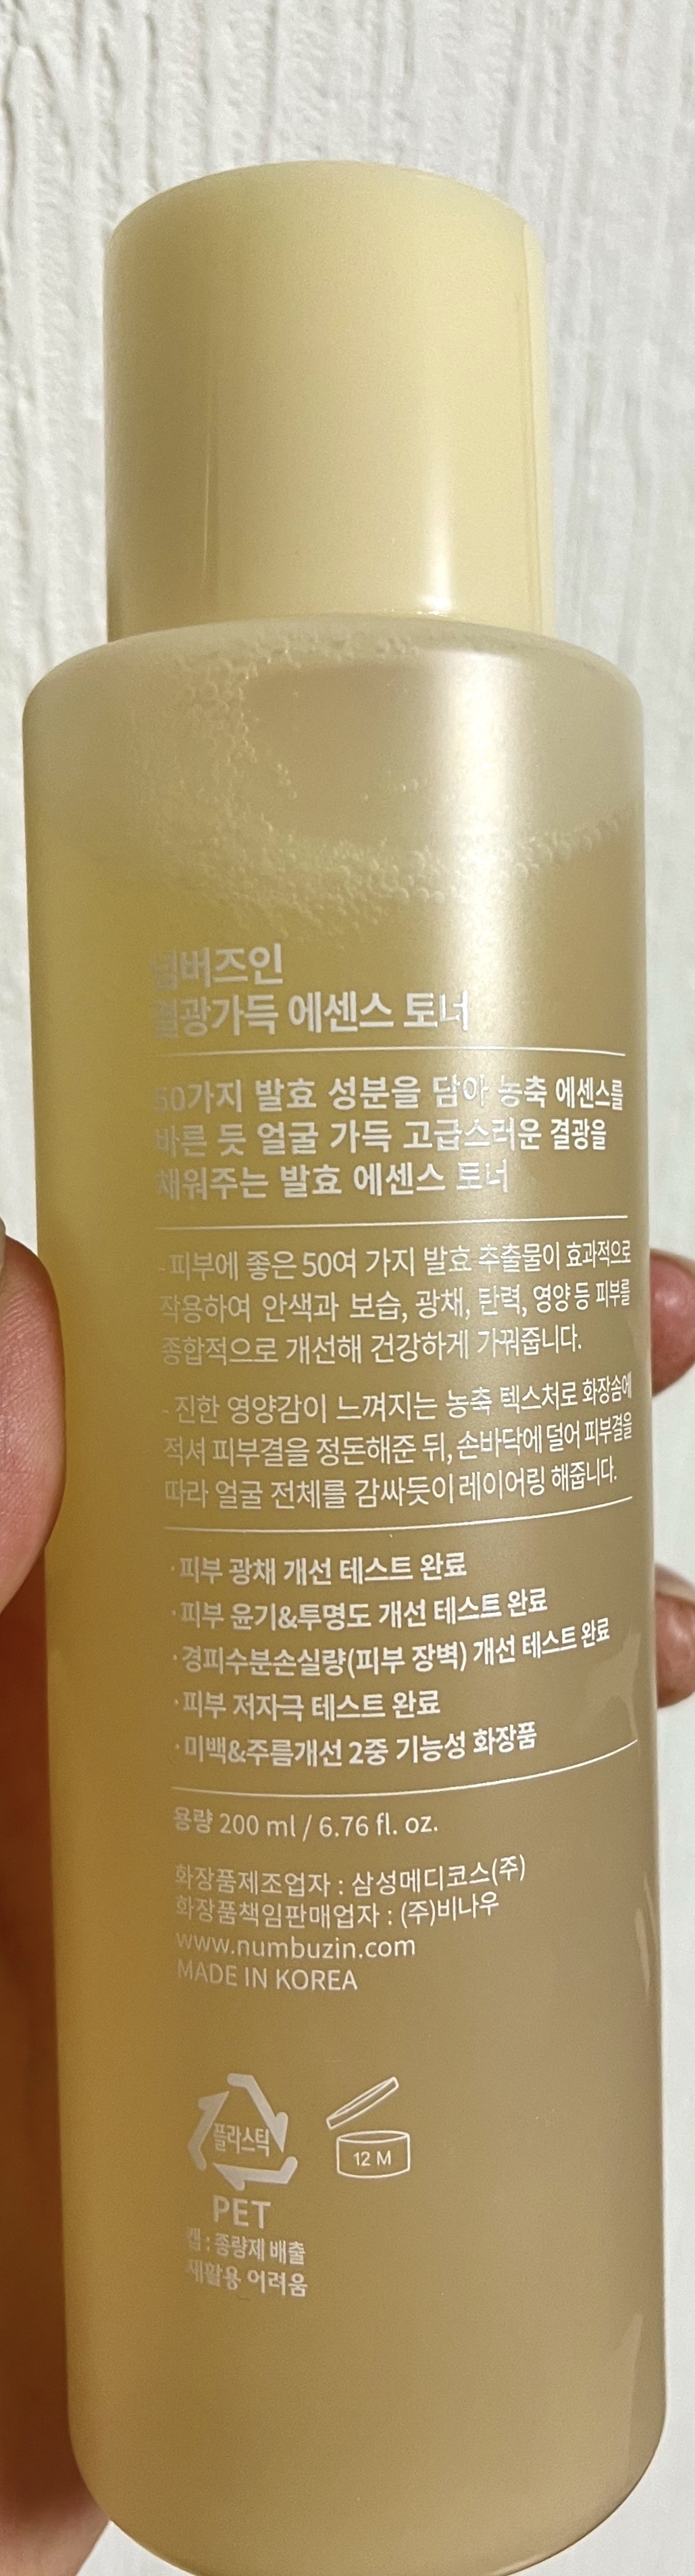 넘버즈인
결광가득 에센스 토너
50가지 발효 성분을 담아 농축 에센스를
바른 듯 얼굴 가득 고급스러운 결광을
채워주는 발효 에센스 토너
- 피부에 좋은 50여 가지 발효 추출물이 효과적으로
작용하여 안색과 보습, 광채, 탄력, 영양 등 피부를
종합적으로 개선해 건강하게 가꿔줍니다.
- 진한 영양감이 느껴지는 농축 텍스처로 화장솜에
적셔 피부결을 정돈해준 뒤, 손바닥에 덜어 피부결을
따라 얼굴 전체를 감싸듯이 레이어링 해줍니다.
·피부 광채 개선 테스트 완료
·피부 윤기&투명도 개선 테스트 완료
·경피수분손실량(피부 장벽) 개선 테스트 완료
·피부 저자극 테스트 완료
·미백&주름개선 2중 기능성 화장품
용량 200 ml / 6.76 fl. oz.
화장품제조업자 : 삼성메디코스(주)
화장품책임판매업자 : (주)비나우
www.numbuzin.com
MADE IN KOREA
플라스틱
12 M
PET
캡 : 종량제 배출
재활용 어려움